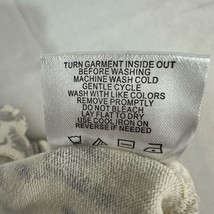 TURN GARMENT INSIDE OUT
BEFORE WASHING
MACHINE WASH COLD
GENTLE CYCLE
WASH WITH LIKE COLORS
REMOVE PROMPTLY
DO NOT BLEACH
LAY FLAT TO DRY
USE COOL IRON ON
REVERSE IF NEEDED